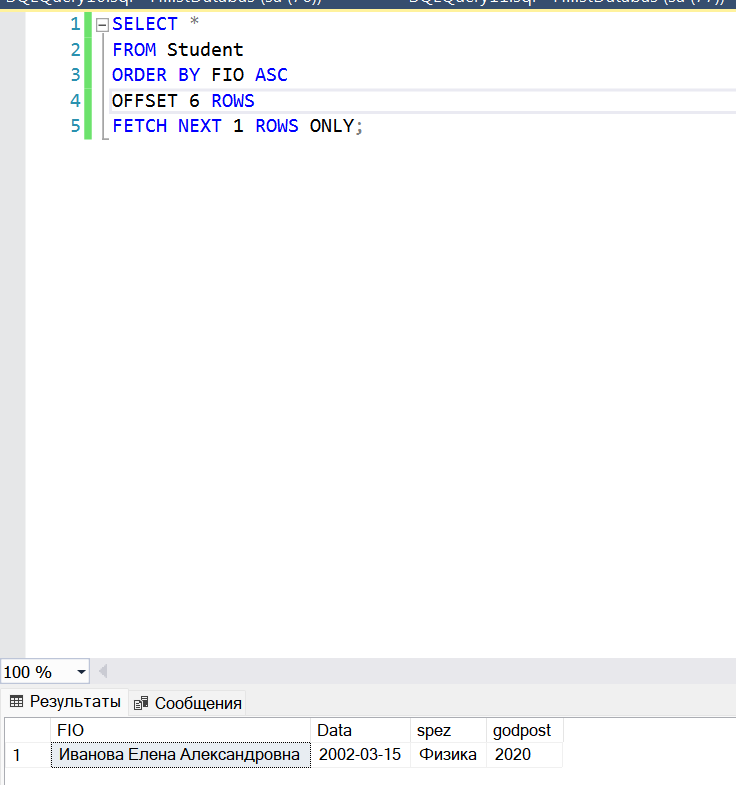 1 SELECT *
2 FROM Student
3 ORDER BY FIO ASC
4 OFFSET 6 ROWS
5 FETCH NEXT 1 ROWS ONLY;
100 %
Результаты Сообщения
FIO Data spez godpost
1 Иванова Елена Александровна 2002-03-15 Физика 2020